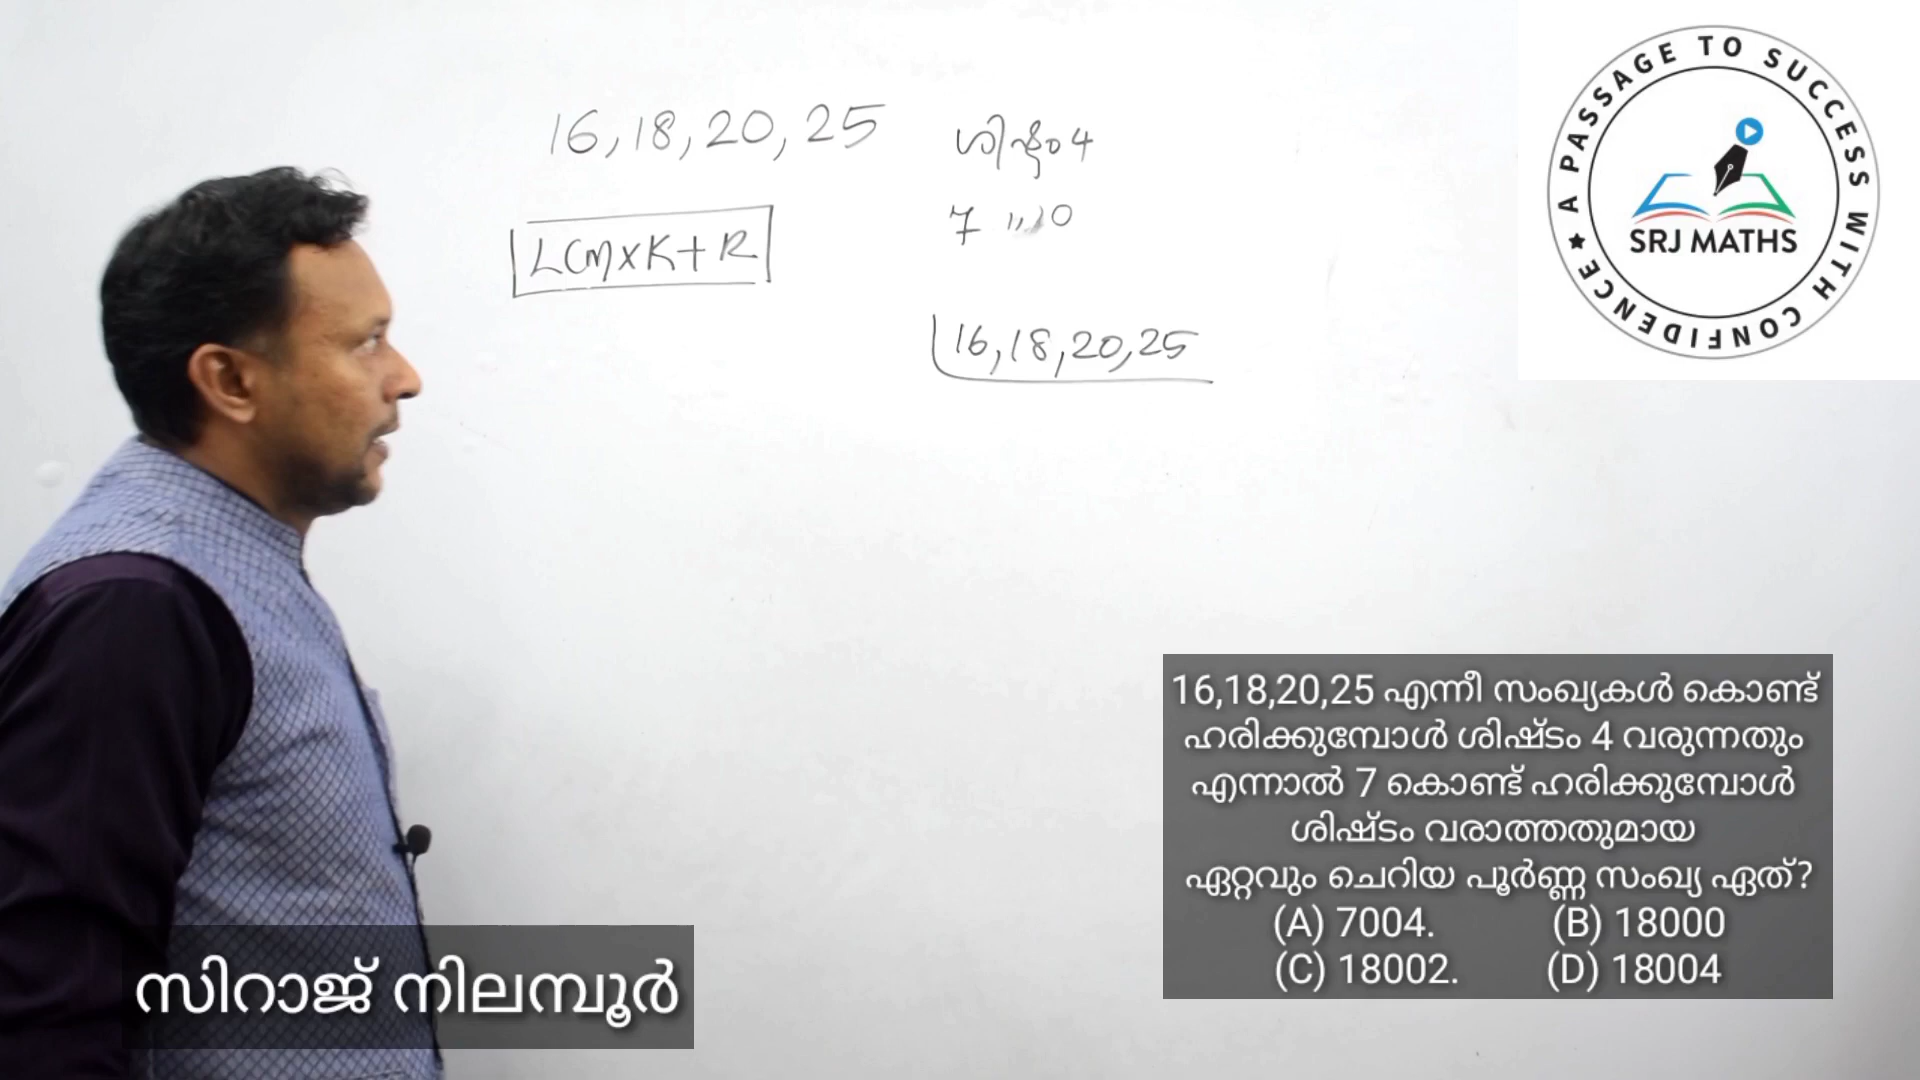 16,18,20,25
ശിഷ്ടം 4
7 ,,,, 0
LCM×K+R
16,18,20,25
A PASSAGE TO SUCCESS WITH CONFIDENCE ★
SRJ MATHS
16,18,20,25 എന്നീ സംഖ്യകൾ കൊണ്ട്
ഹരിക്കുമ്പോൾ ശിഷ്ടം 4 വരുന്നതും
എന്നാൽ 7 കൊണ്ട് ഹരിക്കുമ്പോൾ
ശിഷ്ടം വരാത്തതുമായ
ഏറ്റവും ചെറിയ പൂർണ്ണ സംഖ്യ ഏത്?
(A) 7004. (B) 18000
(C) 18002. (D) 18004
സിറാജ് നിലമ്പൂർ